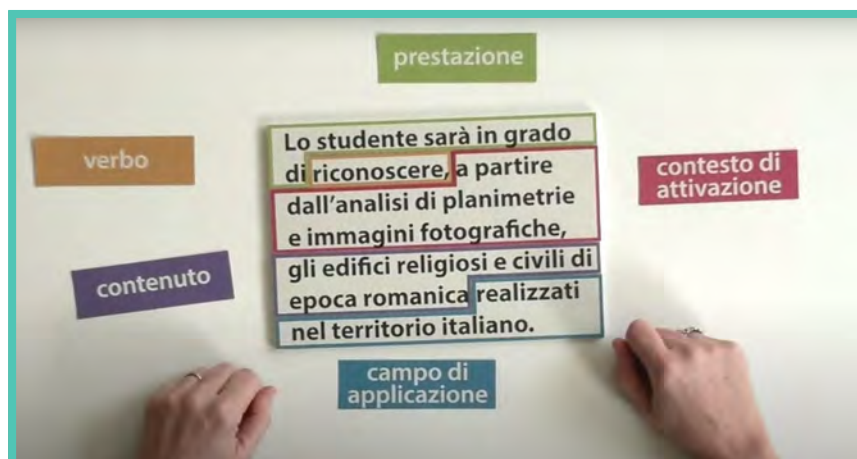 prestazione
verbo
Lo studente sarà in grado
di riconoscere, a partire
dall'analisi di planimetrie
e immagini fotografiche,
gli edifici religiosi e civili di
epoca romanica realizzati
nel territorio italiano.
contesto di
attivazione
contenuto
campo di
applicazione